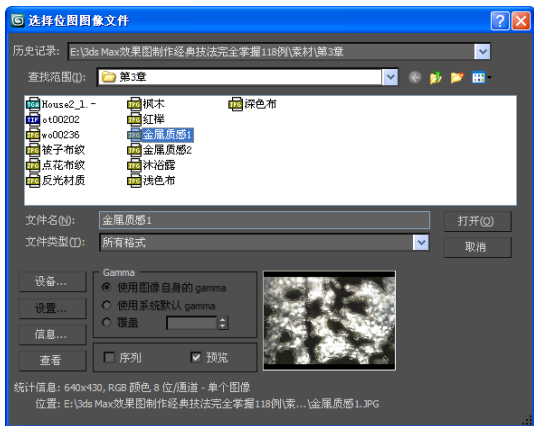 选择位图图像文件
历史记录: E:\3ds Max效果图制作经典技法完全掌握118例\素材\第3章
查找范围(I): 第3章
House2_1.- 枫木 深色布
ot00202 红榉
wo00236 金属质感1
被子布纹 金属质感2
点花布纹 沐浴露
反光材质 浅色布
文件名(N): 金属质感1 打开(O)
文件类型(T): 所有格式 取消
设备... Gamma
使用图像自身的 gamma
设置... 使用系统默认 gamma
覆盖
信息...
查看 序列 预览
统计信息: 640x430, RGB 颜色 8 位/通道 - 单个图像
位置: E:\3ds Max效果图制作经典技法完全掌握118例\素...\金属质感1.JPG